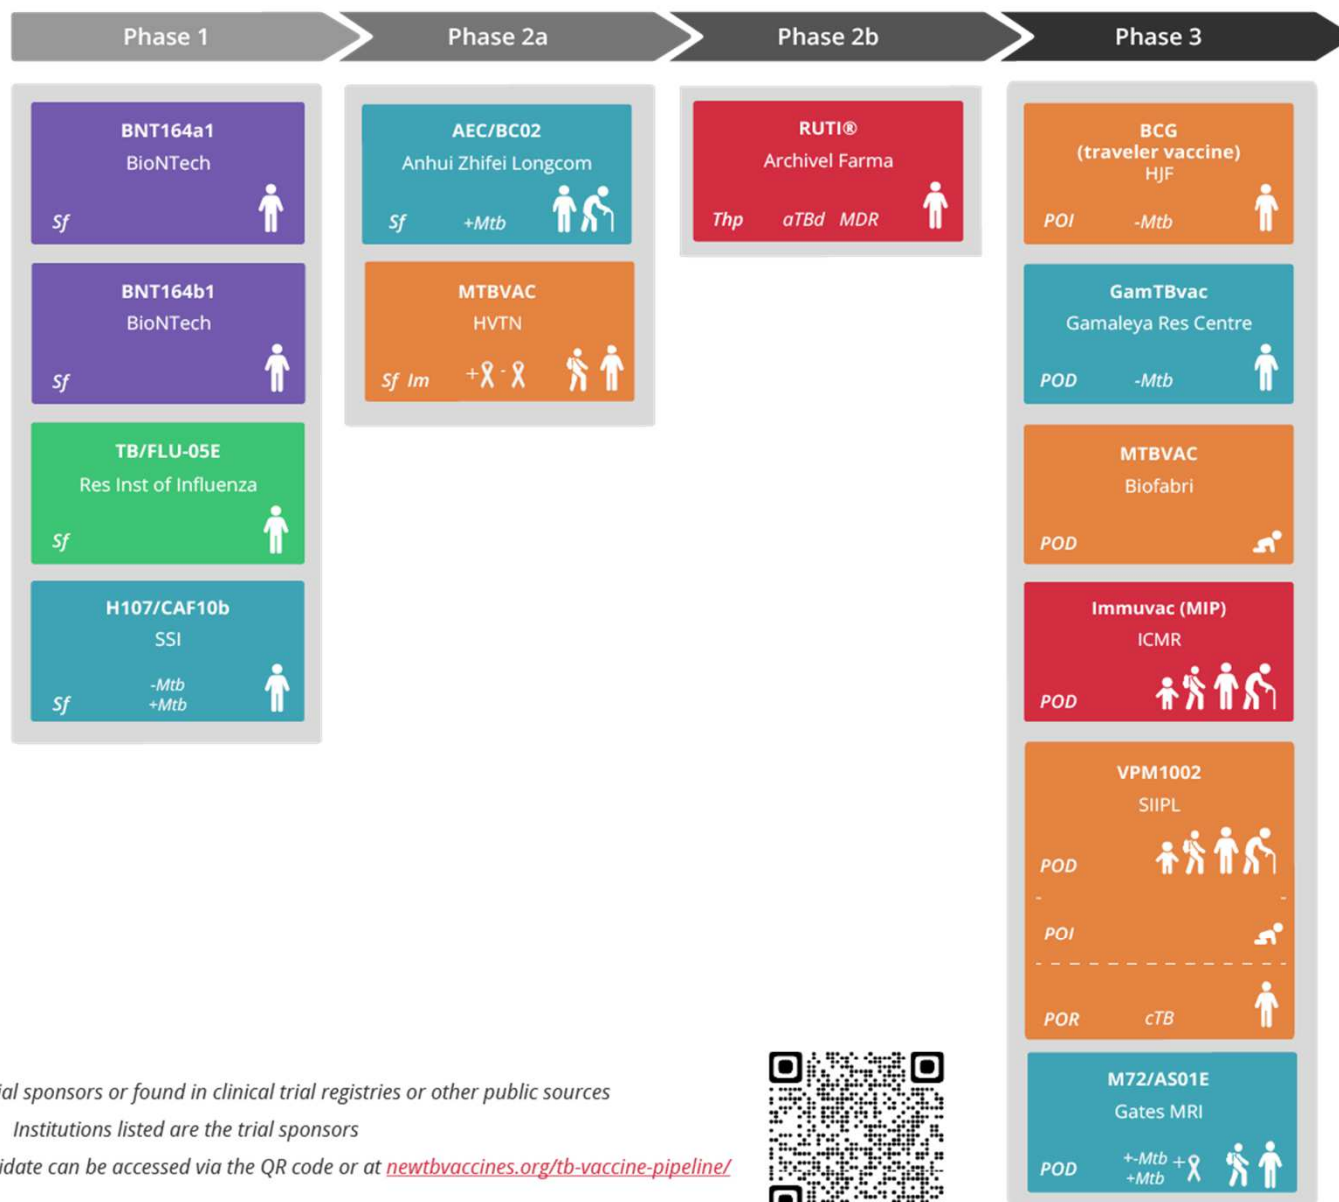 Phase 1
Phase 2a
Phase 2b
Phase 3
BNT164a1
BioNTech
Sf
BNT164b1
BioNTech
Sf
TB/FLU-05E
Res Inst of Influenza
Sf
H107/CAF10b
SSI
-Mtb
Sf +Mtb
AEC/BC02
Anhui Zhifei Longcom
Sf +Mtb
MTBVAC
HVTN
Sf Im + -
RUTI®
Archivel Farma
Thp aTBd MDR
BCG
(traveler vaccine)
HJF
POI -Mtb
GamTBvac
Gamaleya Res Centre
POD -Mtb
MTBVAC
Biofabri
POD
Immuvac (MIP)
ICMR
POD
VPM1002
SIIPL
POD
POI
POR cTB
M72/AS01E
Gates MRI
+-Mtb +
POD +Mtb
ial sponsors or found in clinical trial registries or other public sources
Institutions listed are the trial sponsors
idate can be accessed via the QR code or at newtbvaccines.org/tb-vaccine-pipeline/